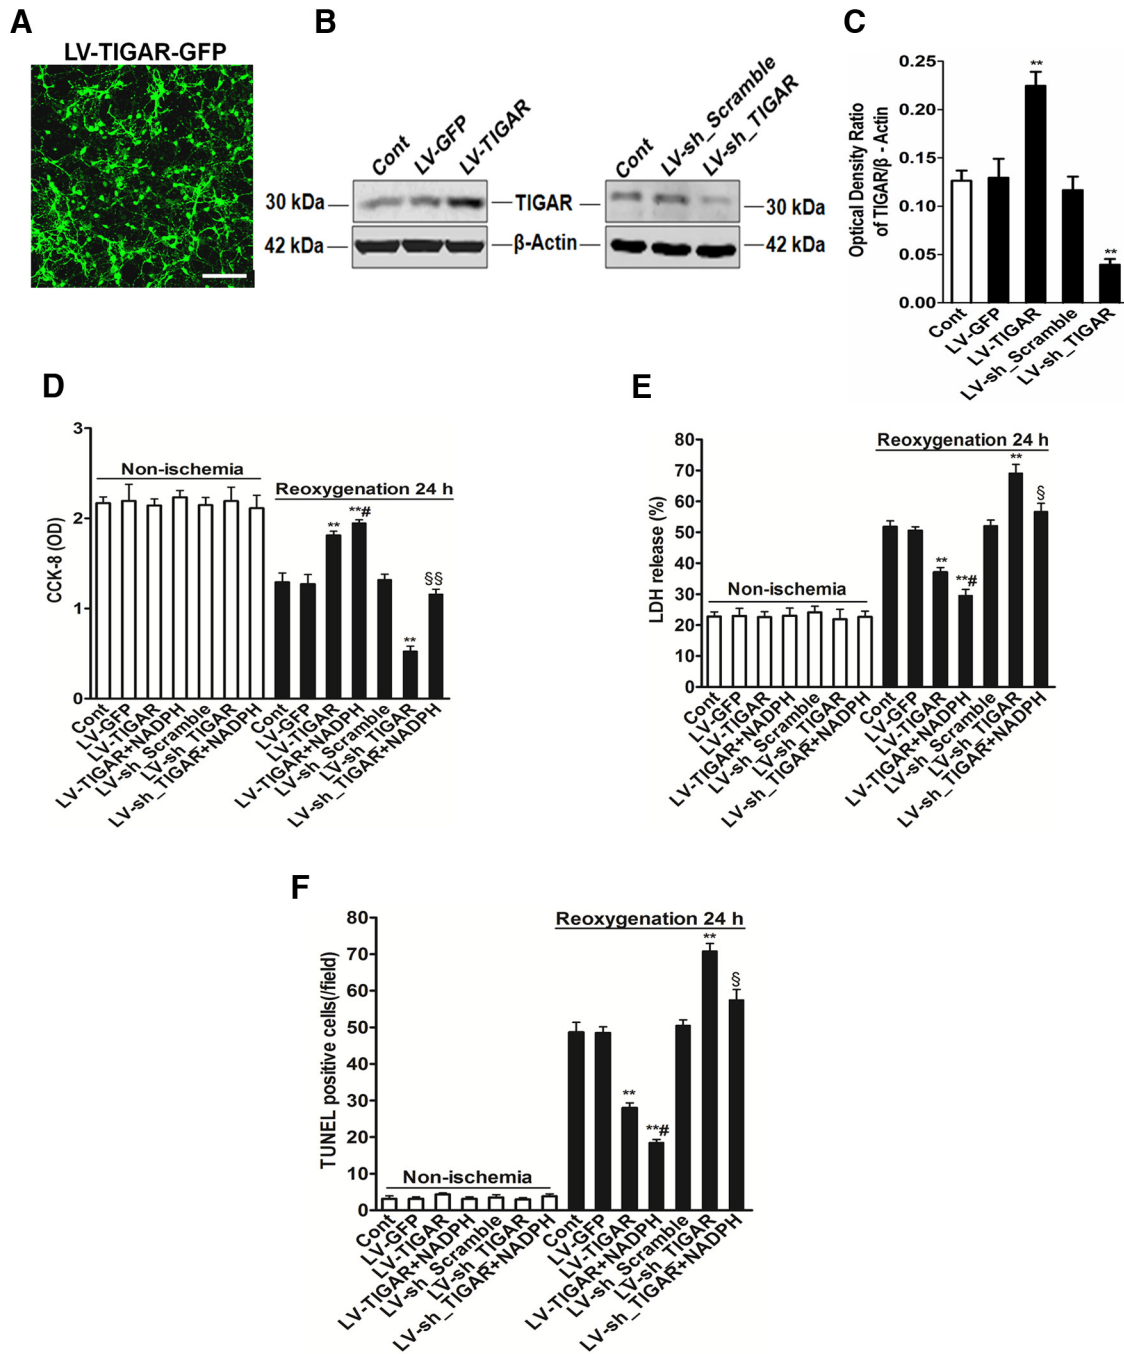 A
LV-TIGAR-GFP
B
Cont
LV-GFP
LV-TIGAR
Cont
LV-sh_Scramble
LV-sh_TIGAR
30 kDa
TIGAR
30 kDa
42 kDa
β-Actin
42 kDa
C
Optical Density Ratio
of TIGAR/β - Actin
0.25
0.20
0.15
0.10
0.05
0.00
**
**
Cont
LV-GFP
LV-TIGAR
LV-sh_Scramble
LV-sh_TIGAR
D
CCK-8 (OD)
3
2
1
0
Non-ischemia
Reoxygenation 24 h
**
**#
**
§§
Cont
LV-GFP
LV-TIGAR
LV-TIGAR+NADPH
LV-sh_Scramble
LV-sh_TIGAR
LV-sh_TIGAR+NADPH
Cont
LV-GFP
LV-TIGAR
LV-TIGAR+NADPH
LV-sh_Scramble
LV-sh_TIGAR
LV-sh_TIGAR+NADPH
E
LDH release (%)
80
70
60
50
40
30
20
10
0
Non-ischemia
Reoxygenation 24 h
**
**#
**
§
Cont
LV-GFP
LV-TIGAR
LV-TIGAR+NADPH
LV-sh_Scramble
LV-sh_TIGAR
LV-sh_TIGAR+NADPH
Cont
LV-GFP
LV-TIGAR
LV-TIGAR+NADPH
LV-sh_Scramble
LV-sh_TIGAR
LV-sh_TIGAR+NADPH
F
TUNEL positive cells(/field)
80
70
60
50
40
30
20
10
0
Non-ischemia
Reoxygenation 24 h
**
**#
**
§
Cont
LV-GFP
LV-TIGAR
LV-TIGAR+NADPH
LV-sh_Scramble
LV-sh_TIGAR
LV-sh_TIGAR+NADPH
Cont
LV-GFP
LV-TIGAR
LV-TIGAR+NADPH
LV-sh_Scramble
LV-sh_TIGAR
LV-sh_TIGAR+NADPH